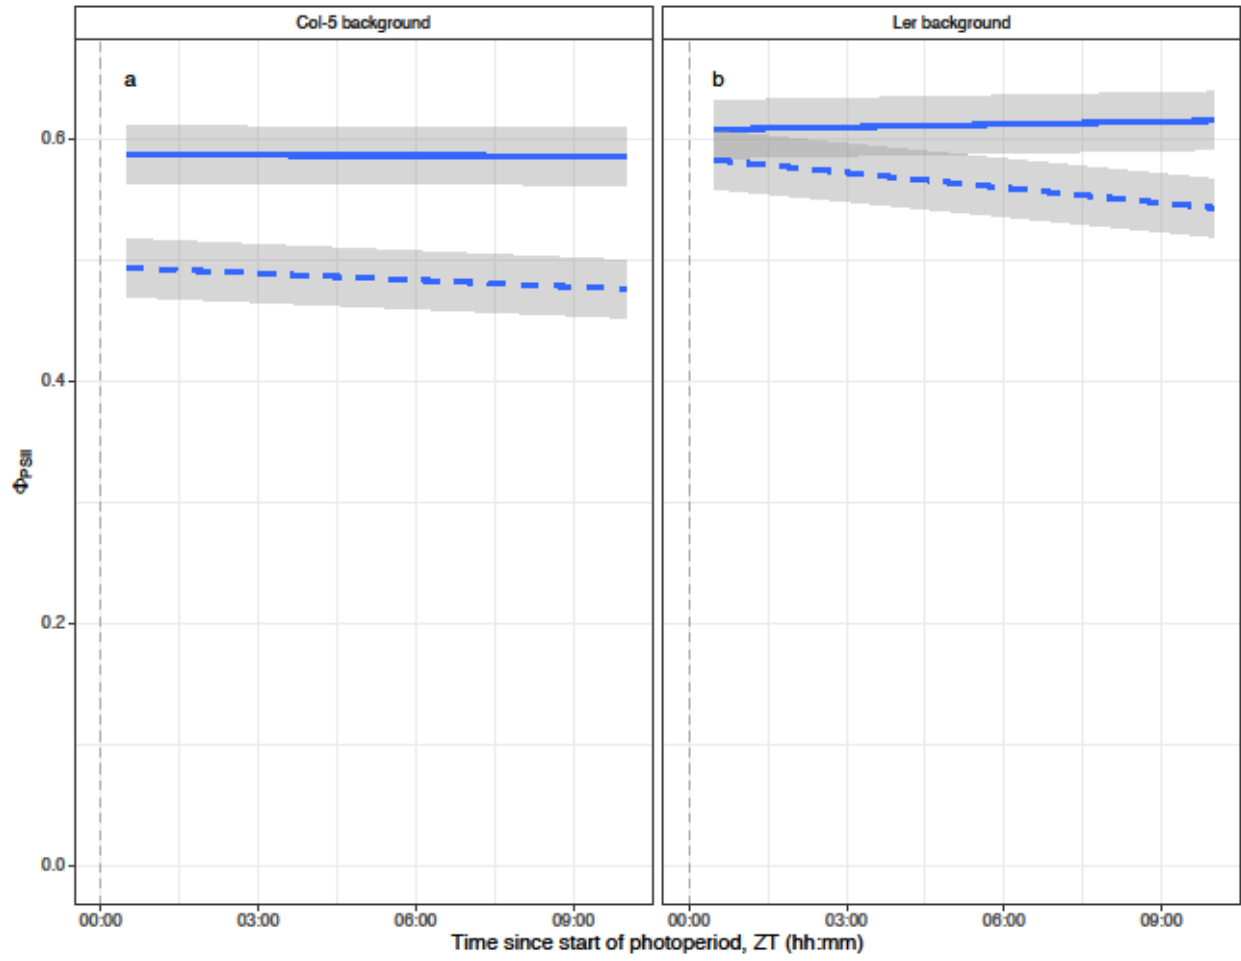 Col-5 background
Ler background
a
b
0.6
0.4
0.2
0.0
ΦPSII
00:00 03:00 06:00 09:00
00:00 03:00 06:00 09:00
Time since start of photoperiod, ZT (hh:mm)